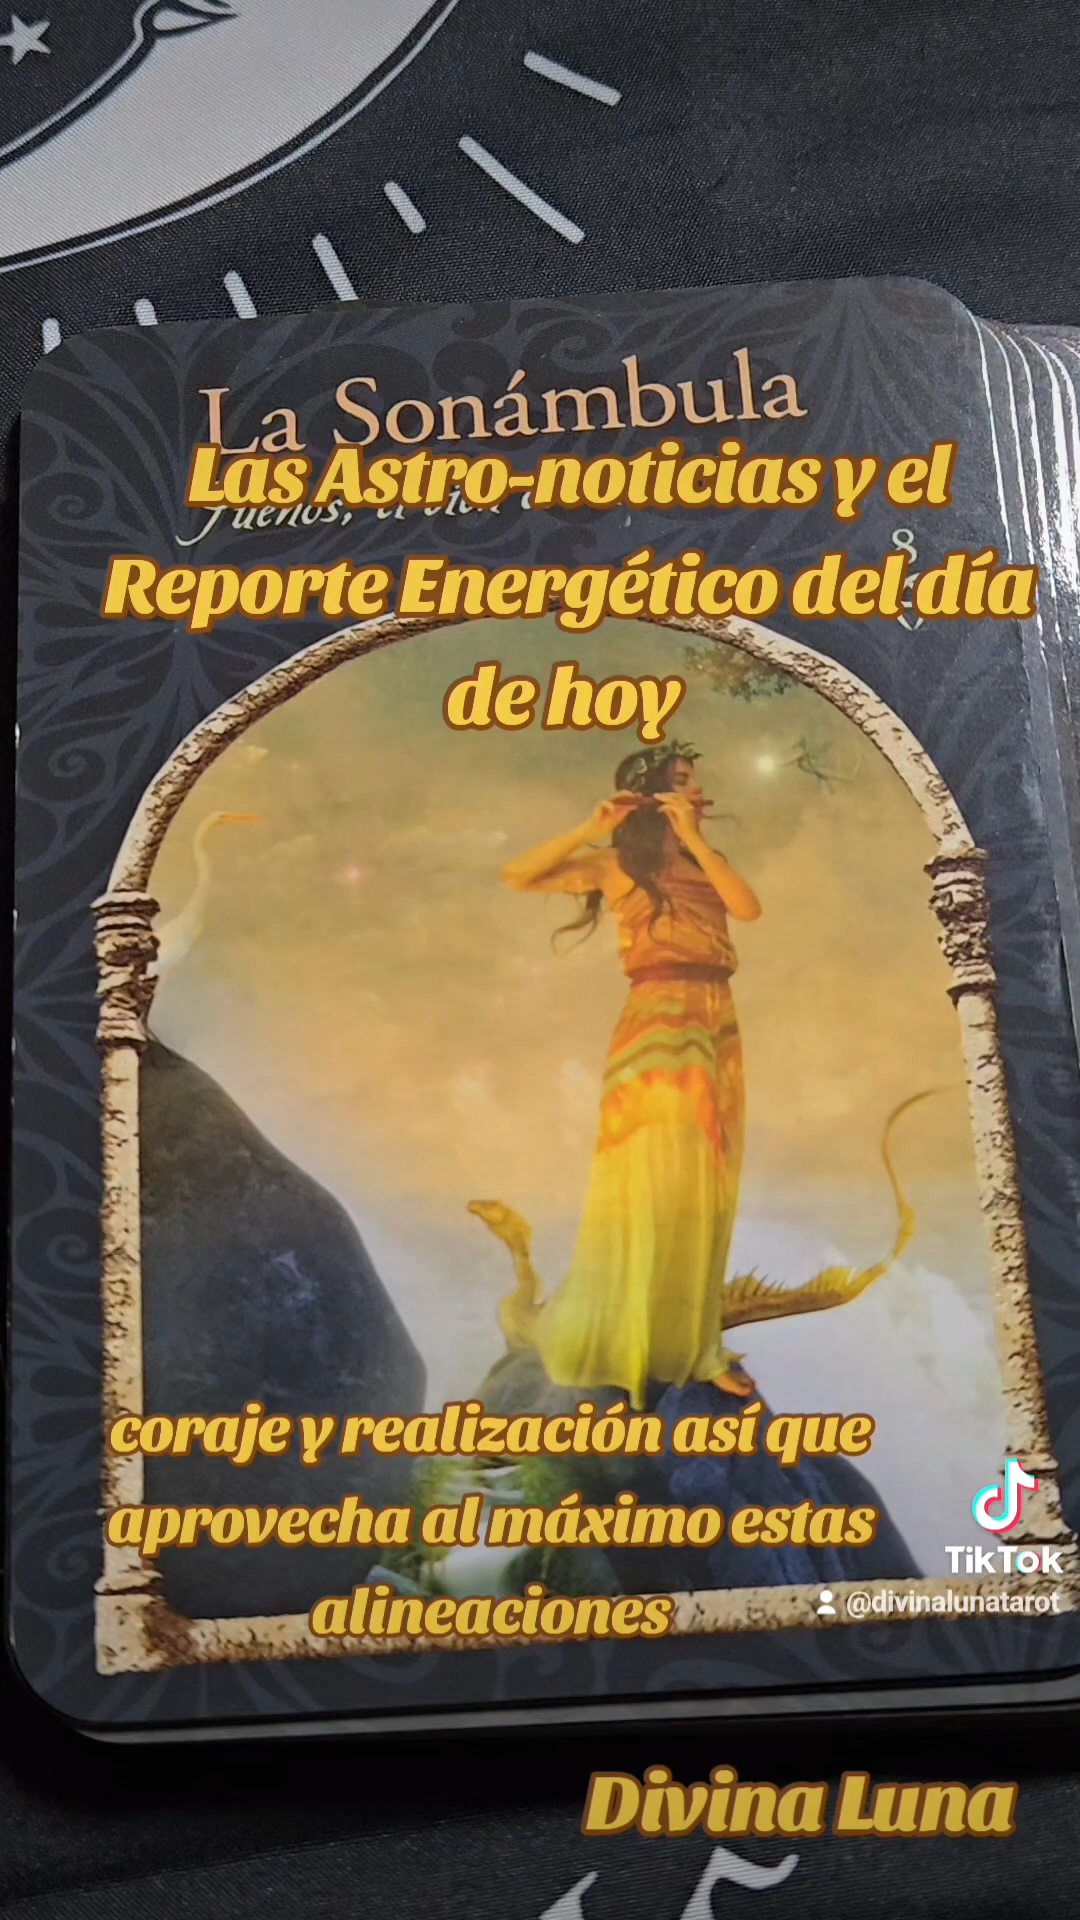 La Sonámbula
Las Astro-noticias y el
Reporte Energético del día
de hoy
coraje y realización así que
aprovecha al máximo estas
alineaciones
TikTok
@divinalunatarot
Divina Luna